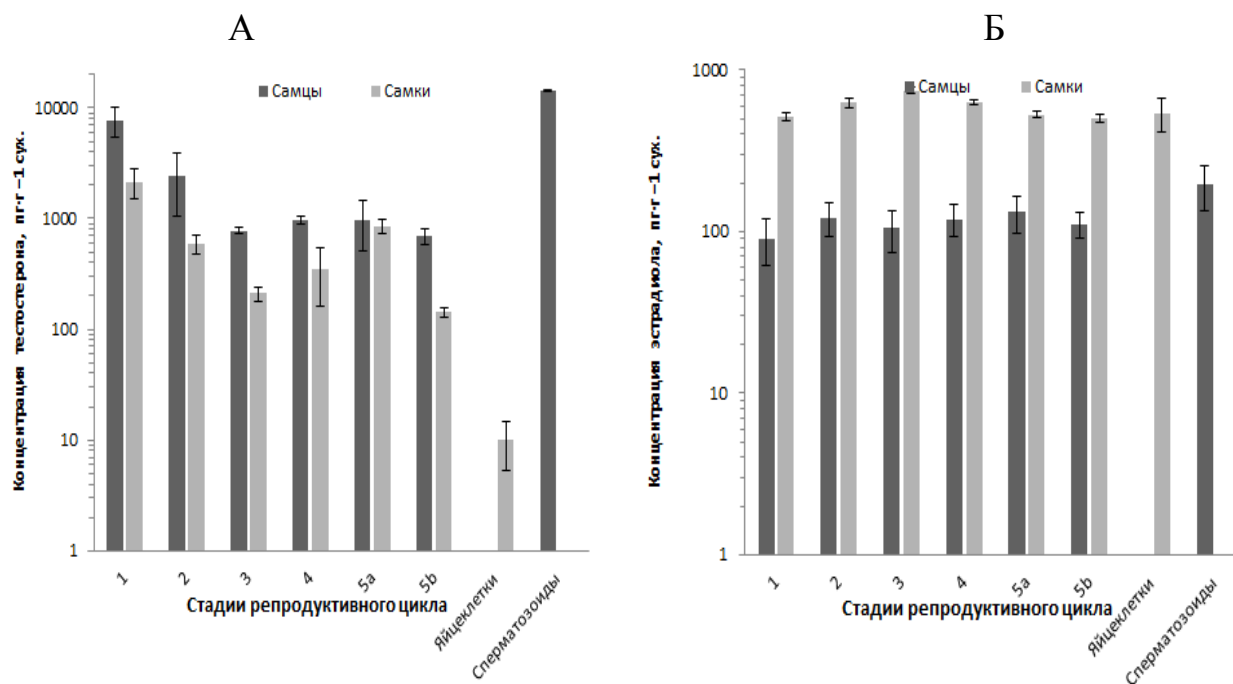 А
Концентрация тестостерона, пг·г –1 сух.
Самцы
Самки
10000
1000
100
10
1
1
2
3
4
5a
5b
Яйцеклетки
Сперматозоиды
Стадии репродуктивного цикла
Б
Концентрация эстрадиола, пг·г –1 сух.
Самцы
Самки
1000
100
10
1
1
2
3
4
5a
5b
Яйцеклетки
Сперматозоиды
Стадии репродуктивного цикла